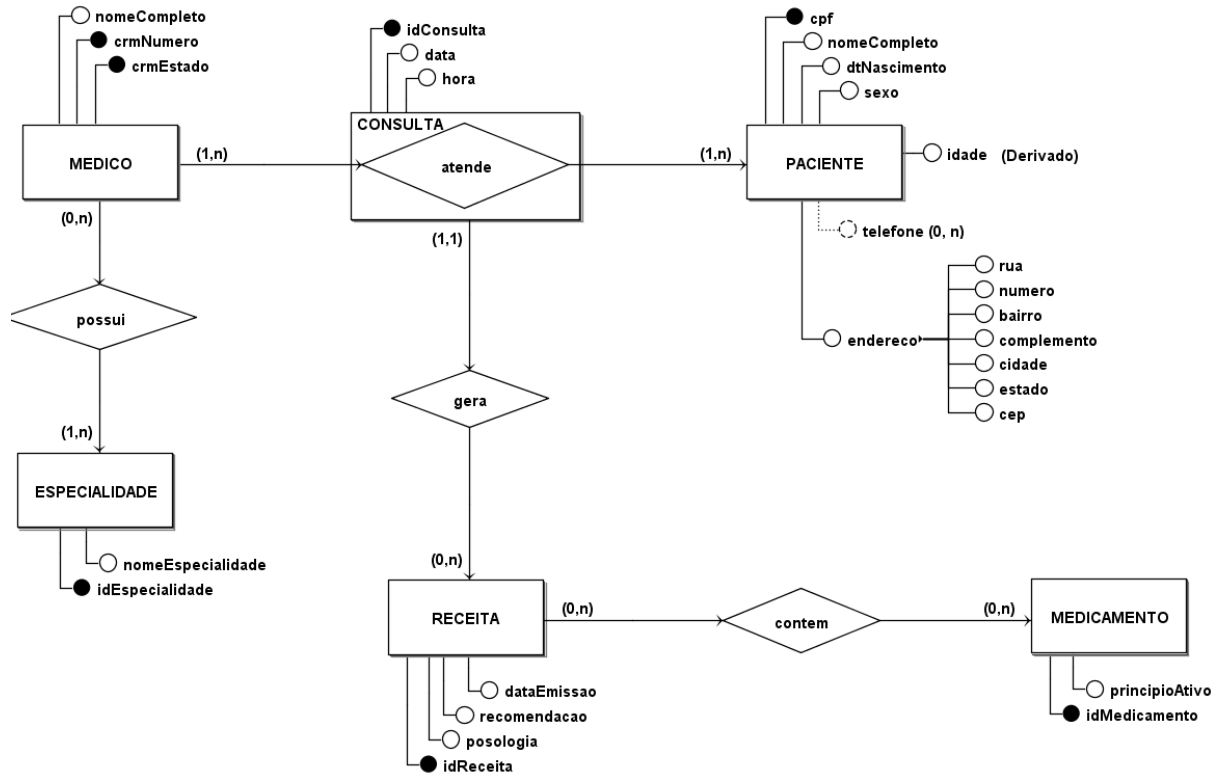 nomeCompleto
crmNumero
crmEstado
MEDICO
(1,n)
idConsulta
data
hora
CONSULTA
atende
(1,n)
cpf
nomeCompleto
dtNascimento
sexo
PACIENTE
idade (Derivado)
telefone (0, n)
endereco
rua
numero
bairro
complemento
cidade
estado
cep
(0,n)
possui
(1,n)
ESPECIALIDADE
nomeEspecialidade
idEspecialidade
(1,1)
gera
(0,n)
RECEITA
dataEmissao
recomendacao
posologia
idReceita
(0,n)
contem
(0,n)
MEDICAMENTO
principioAtivo
idMedicamento